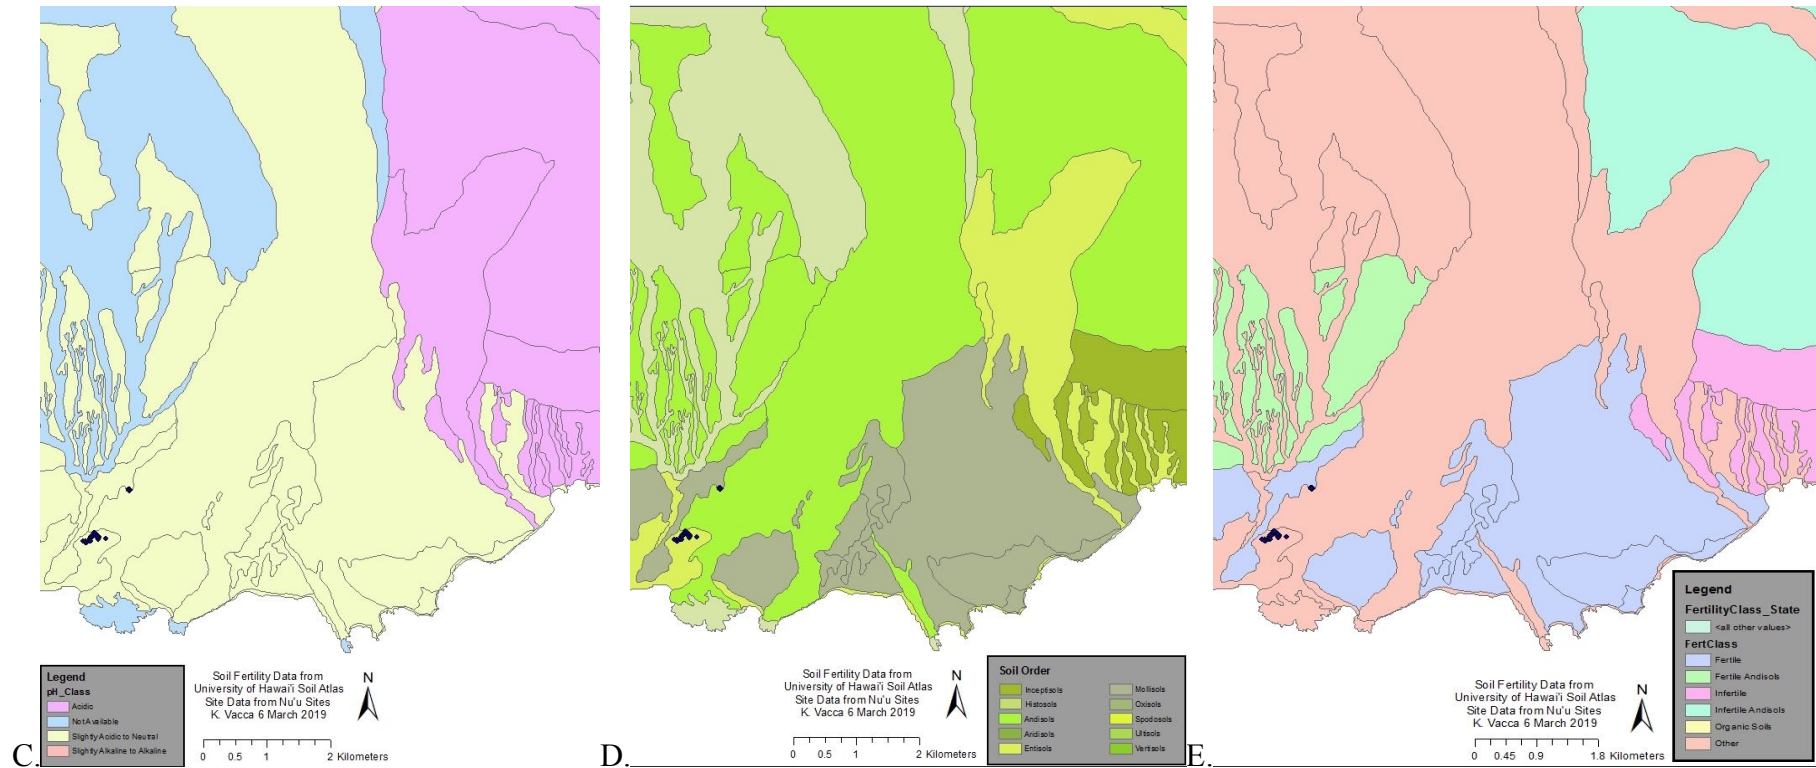 C.
Legend
pH_Class
Acidic
Not Available
Slightly Acidic to Neutral
Slightly Alkaline to Alkaline
Soil Fertility Data from
University of Hawai'i Soil Atlas
Site Data from Nu'u Sites
K. Vacca 6 March 2019
N
0 0.5 1 2 Kilometers
D.
Soil Fertility Data from
University of Hawai'i Soil Atlas
Site Data from Nu'u Sites
K. Vacca 6 March 2019
N
0 0.5 1 2 Kilometers
Soil Order
Inceptisols
Histosols
Andisols
Aridisols
Entisols
Mollisols
Oxisols
Spodosols
Ultisols
Vertisols
E.
Soil Fertility Data from
University of Hawai'i Soil Atlas
Site Data from Nu'u Sites
K. Vacca 6 March 2019
N
0 0.45 0.9 1.8 Kilometers
Legend
FertilityClass_State
<all other values>
FertClass
Fertile
Fertile Andisols
Infertile
Infertile Andisols
Organic Soils
Other